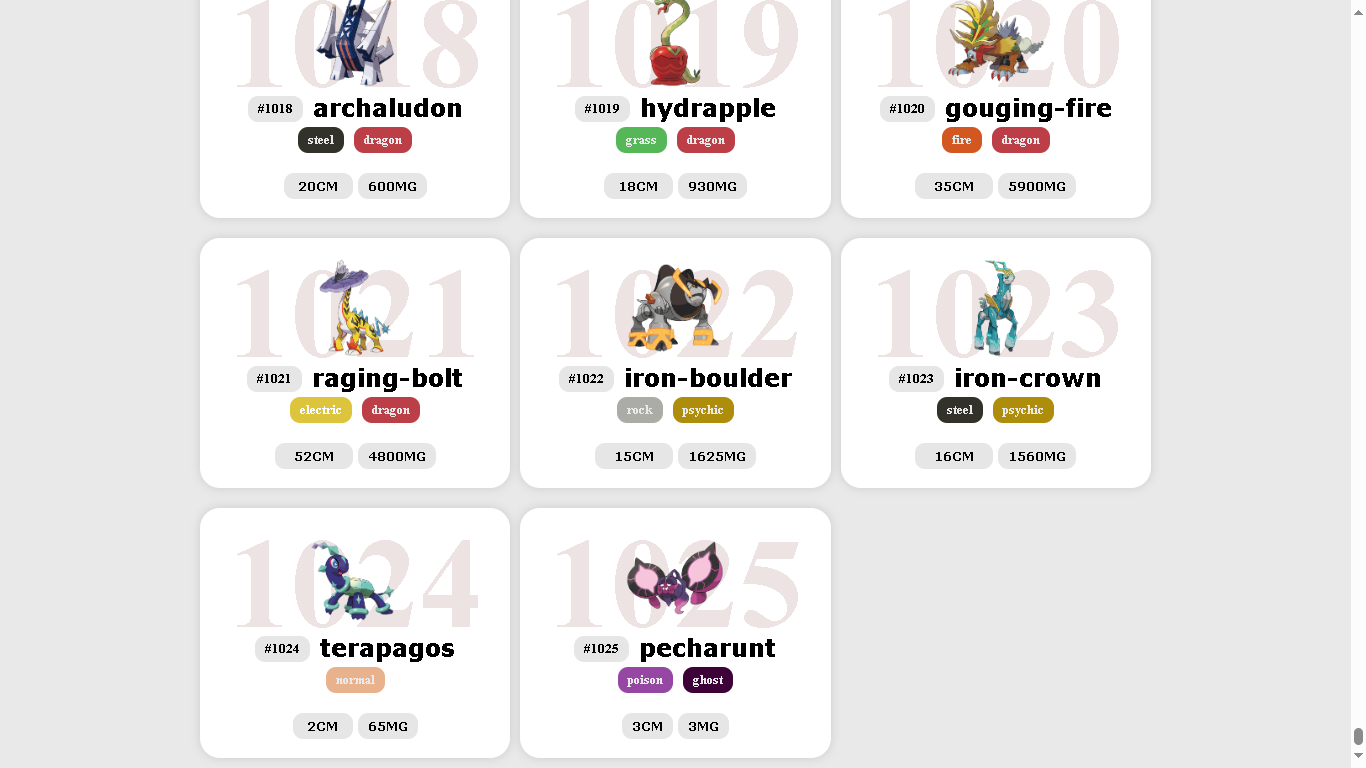 1018 1019 1020
#1018 archaludon #1019 hydrapple #1020 gouging-fire
steel dragon grass dragon fire dragon
20CM 600MG 18CM 930MG 35CM 5900MG
1021 1022 1023
#1021 raging-bolt #1022 iron-boulder #1023 iron-crown
electric dragon rock psychic steel psychic
52CM 4800MG 15CM 1625MG 16CM 1560MG
1024 1025
#1024 terapagos #1025 pecharunt
normal poison ghost
2CM 65MG 3CM 3MG